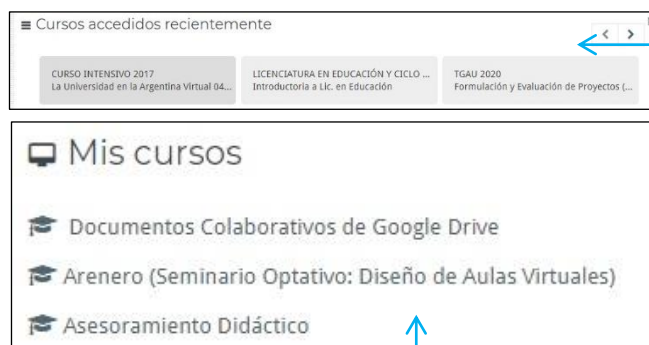 Cursos accedidos recientemente
CURSO INTENSIVO 2017
La Universidad en la Argentina Virtual 04...
LICENCIATURA EN EDUCACIÓN Y CICLO ...
Introductoria a Lic. en Educación
TGAU 2020
Formulación y Evaluación de Proyectos (...
Mis cursos
Documentos Colaborativos de Google Drive
Arenero (Seminario Optativo: Diseño de Aulas Virtuales)
Asesoramiento Didáctico